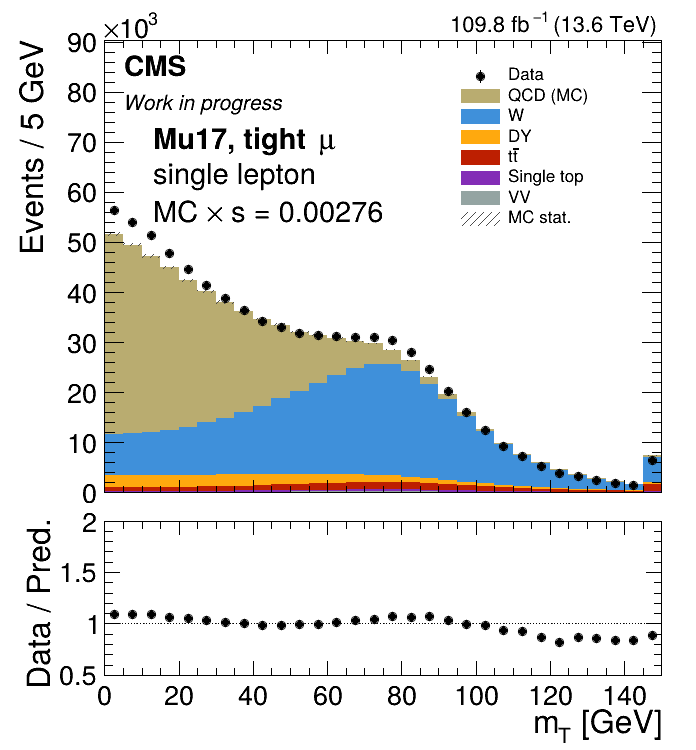 ×10³
109.8 fb⁻¹ (13.6 TeV)
Events / 5 GeV
90
80
70
60
50
40
30
20
10
0
CMS
Work in progress
Mu17, tight μ
single lepton
MC × s = 0.00276
Data
QCD (MC)
W
DY
tt̄
Single top
VV
MC stat.
Data / Pred.
2
1.5
1
0.5
0 20 40 60 80 100 120 140
m_T [GeV]